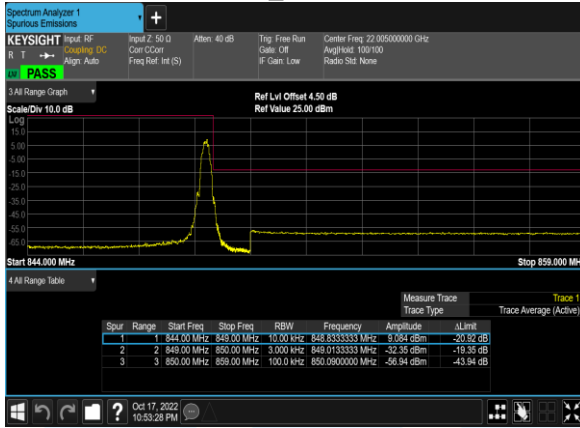 Spectrum Analyzer 1
Spurious Emissions
+
KEYSIGHT Input: RF Input Z: 50 Ω Atten: 40 dB Trig: Free Run Center Freq: 22.005000000 GHz
R T Coupling: DC Corr CCorr Gate: Off Avg|Hold: 100/100
Align: Auto Freq Ref: Int (S) IF Gain: Low Radio Std: None
PASS
3 All Range Graph
Ref Lvl Offset 4.50 dB
Scale/Div 10.0 dB Ref Value 25.00 dBm
Log
15.0
5.00
-5.00
-15.0
-25.0
-35.0
-45.0
-55.0
-65.0
Start 844.000 MHz Stop 859.000 MH
4 All Range Table
Measure Trace Trace 1
Trace Type Trace Average (Active)
Spur Range Start Freq Stop Freq RBW Frequency Amplitude ΔLimit
1 1 844.00 MHz 849.00 MHz 10.00 kHz 848.8333333 MHz 9.084 dBm -20.92 dB
2 2 849.00 MHz 850.00 MHz 3.000 kHz 849.0133333 MHz -32.35 dBm -19.35 dB
3 3 850.00 MHz 859.00 MHz 100.0 kHz 850.0900000 MHz -56.94 dBm -43.94 dB
? Oct 17, 2022
10:53:28 PM